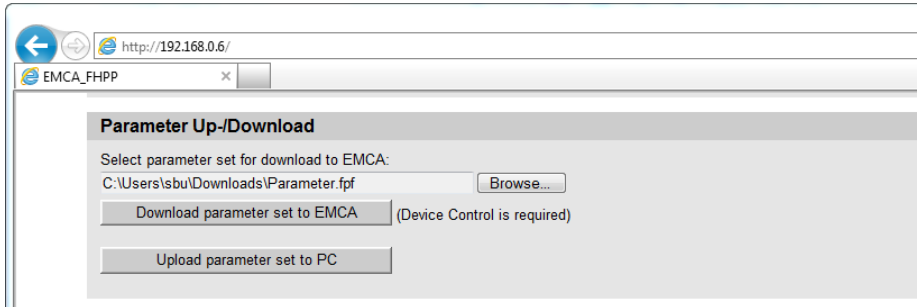 http://192.168.0.6/
EMCA_FHPP
Parameter Up-/Download
Select parameter set for download to EMCA:
C:\Users\sbu\Downloads\Parameter.fpf Browse...
Download parameter set to EMCA (Device Control is required)
Upload parameter set to PC